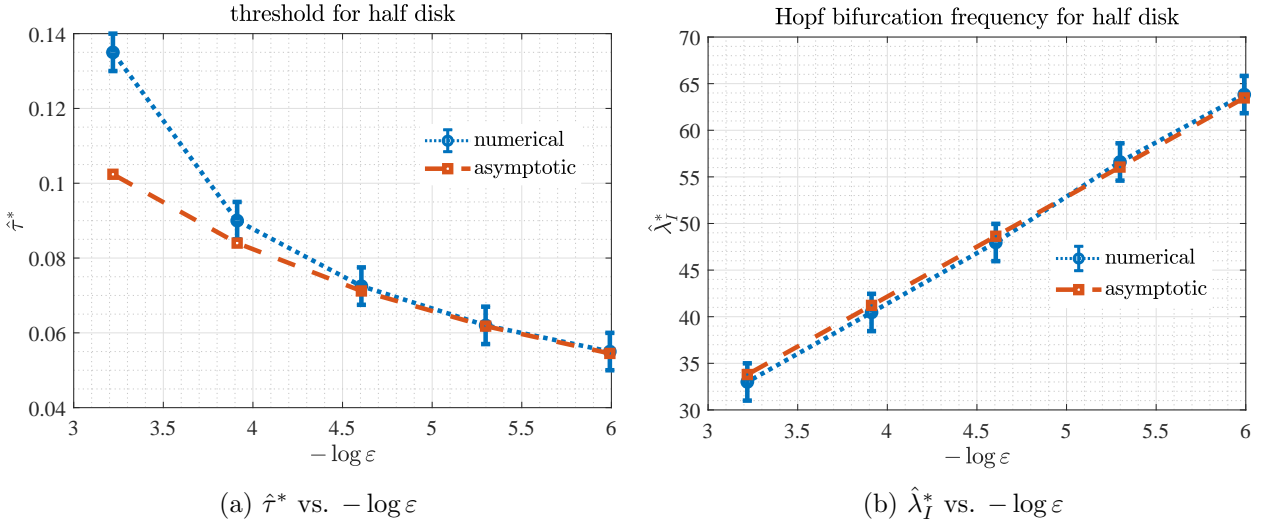 threshold for half disk
0.14
0.12
0.1
0.08
0.06
0.04
τ̂*
numerical
asymptotic
3 3.5 4 4.5 5 5.5 6
− log ε
(a) τ̂* vs. − log ε
Hopf bifurcation frequency for half disk
70
65
60
55
50
45
40
35
30
λ̂*_I
numerical
asymptotic
3 3.5 4 4.5 5 5.5 6
− log ε
(b) λ̂*_I vs. − log ε